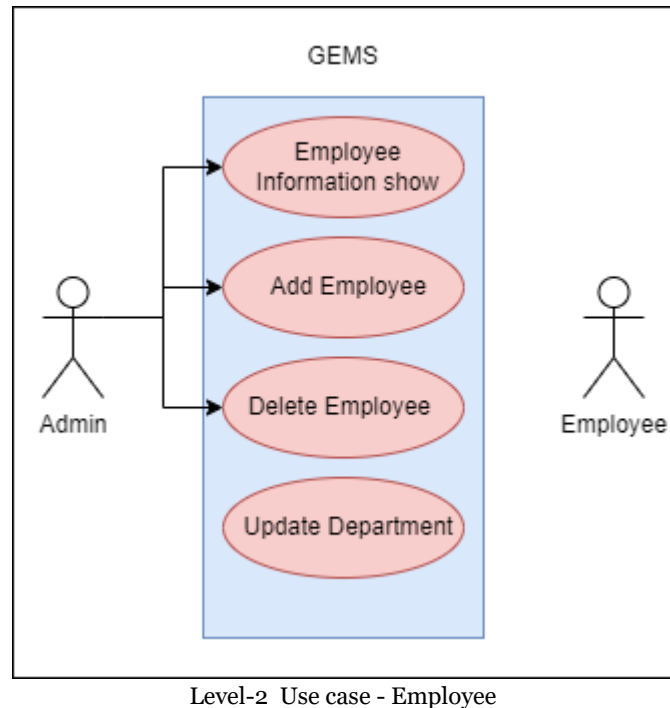 GEMS
Employee
Information show
Add Employee
Delete Employee
Update Department
Admin
Employee
Level-2 Use case - Employee